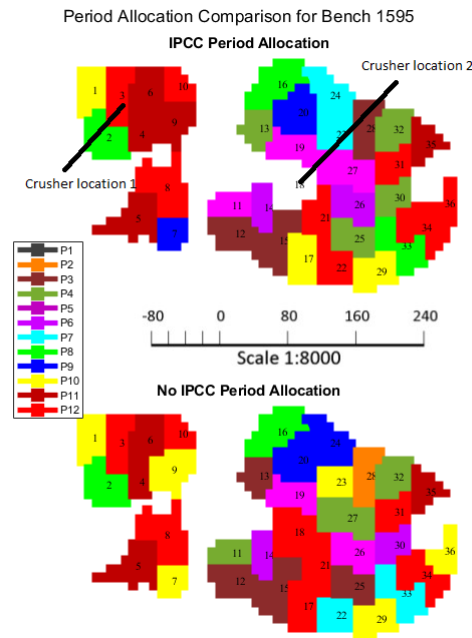 Period Allocation Comparison for Bench 1595
IPCC Period Allocation
Crusher location 2
1 3 6 10 16 24
20 9
2 4 13 23 28 32
19 35
Crusher location 1
8 18 27 31
11 14 26 30 36
5 7 21 34
12 15 25 33
17 22 29
P1
P2
P3
P4
P5
P6
P7
P8
P9
P10
P11
P12
-80 0 80 160 240
Scale 1:8000
No IPCC Period Allocation
1 3 6 10 16 24
9 20 28
2 4 13 23 32
19 35
8 18 27 31
11 14 26 30 36
5 21
7 12 15 25 34
17 22 29 33